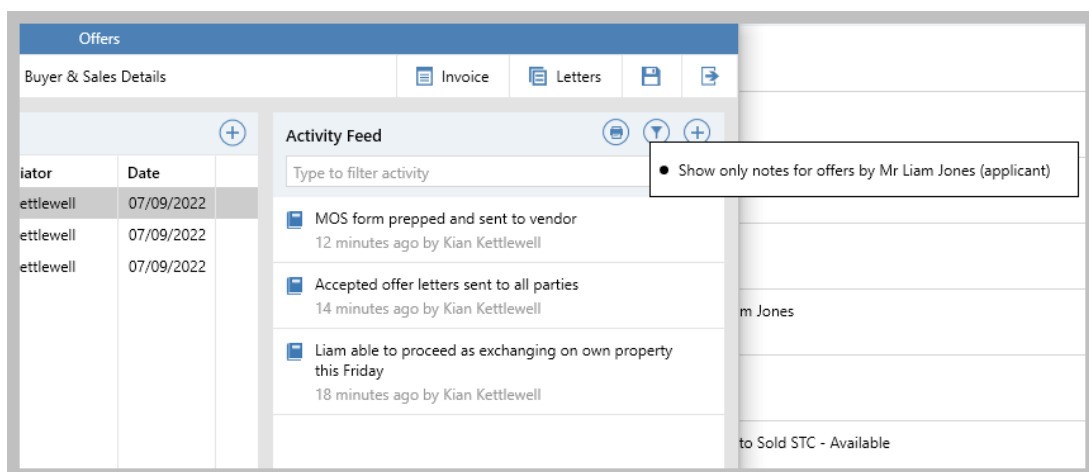 Offers
Buyer & Sales Details
Invoice
Letters
Activity Feed
Type to filter activity
Show only notes for offers by Mr Liam Jones (applicant)
iator Date
ettlewell 07/09/2022
ettlewell 07/09/2022
ettlewell 07/09/2022
MOS form prepped and sent to vendor
12 minutes ago by Kian Kettlewell
Accepted offer letters sent to all parties
14 minutes ago by Kian Kettlewell
Liam able to proceed as exchanging on own property
this Friday
18 minutes ago by Kian Kettlewell
m Jones
to Sold STC - Available